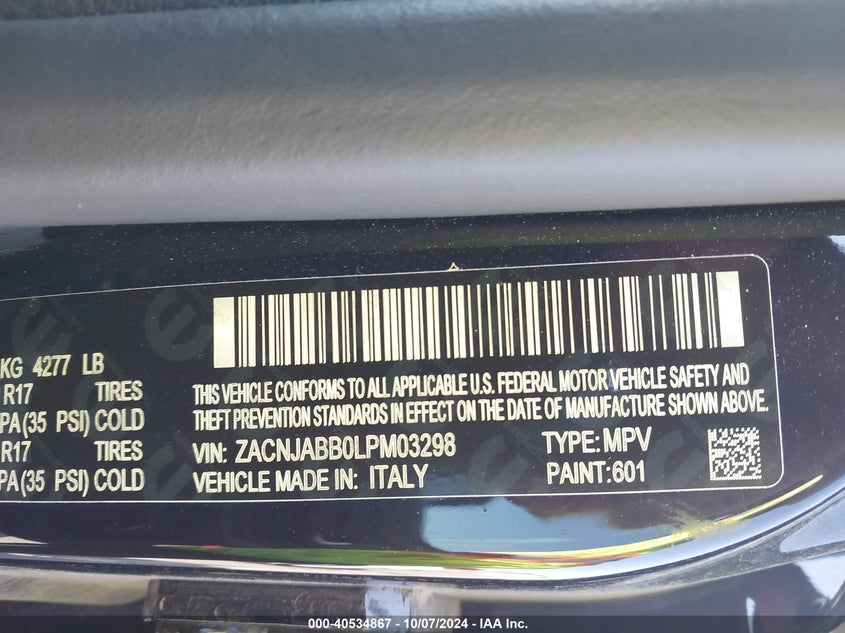 KG 4277 LB
R17 TIRES
PA(35 PSI) COLD
R17 TIRES
PA(35 PSI) COLD
THIS VEHICLE CONFORMS TO ALL APPLICABLE U.S. FEDERAL MOTOR VEHICLE SAFETY AND
THEFT PREVENTION STANDARDS IN EFFECT ON THE DATE OF MANUFACTURE SHOWN ABOVE.
VIN: ZACNJABB0LPM03298 TYPE: MPV
VEHICLE MADE IN: ITALY PAINT:601
000-40534867 - 10/07/2024 - IAA Inc.